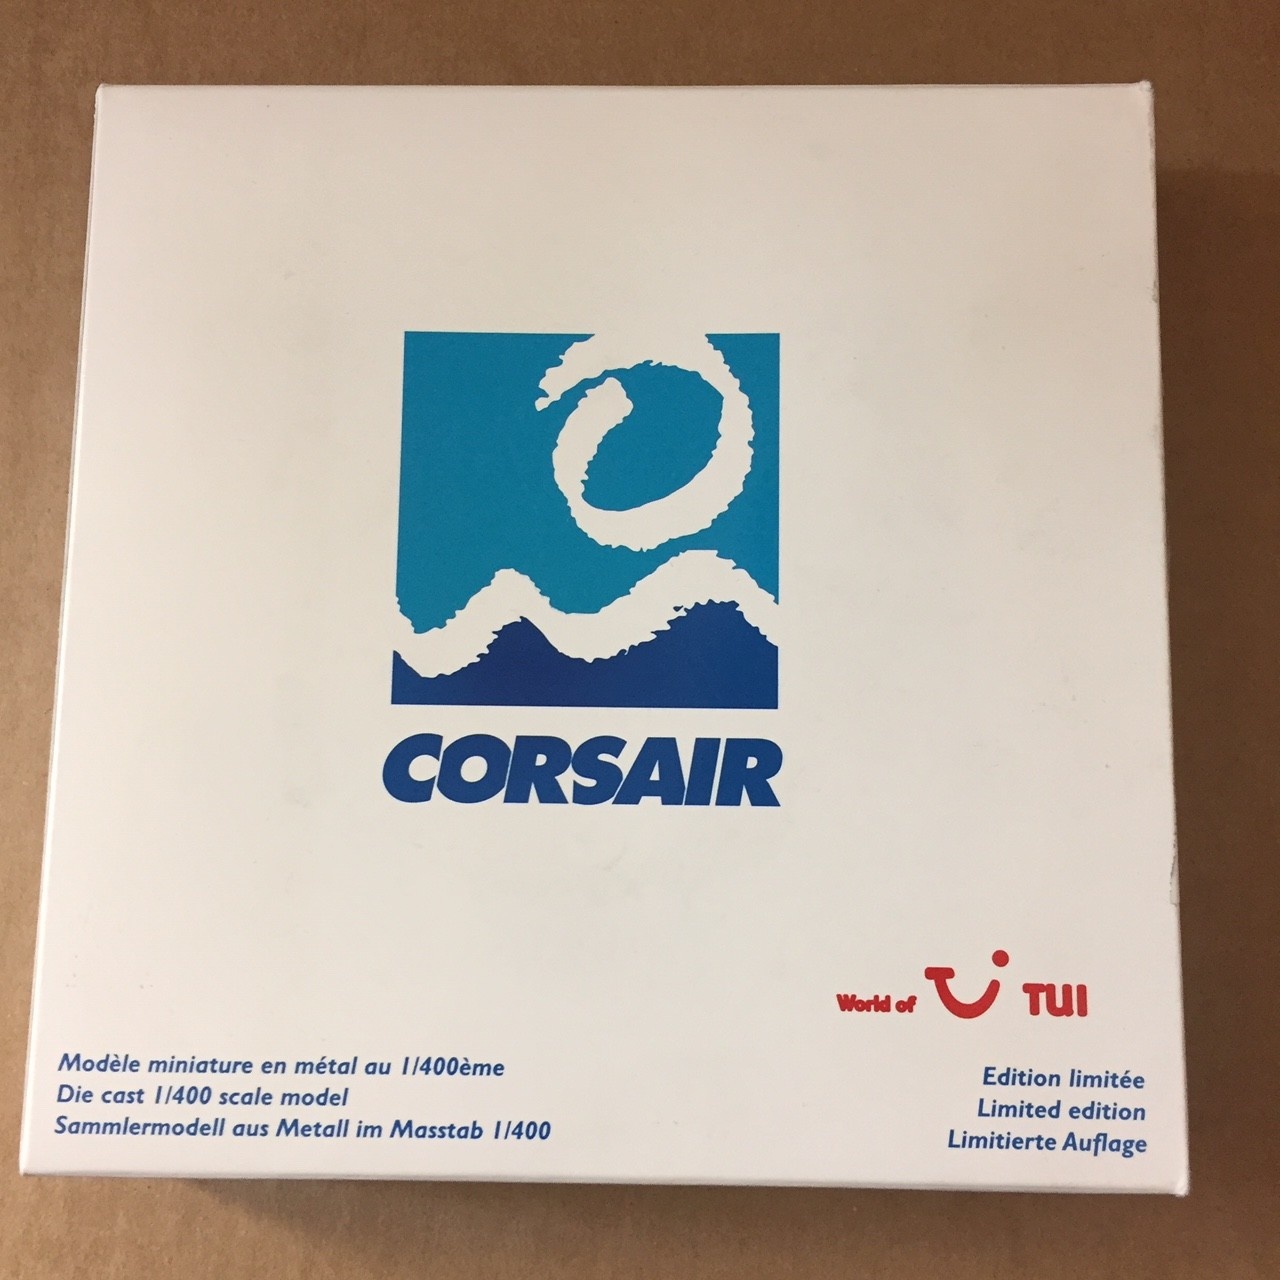 CORSAIR
World of TUI
Modèle miniature en métal au 1/400ème
Die cast 1/400 scale model
Sammlermodell aus Metall im Masstab 1/400
Edition limitée
Limited edition
Limitierte Auflage